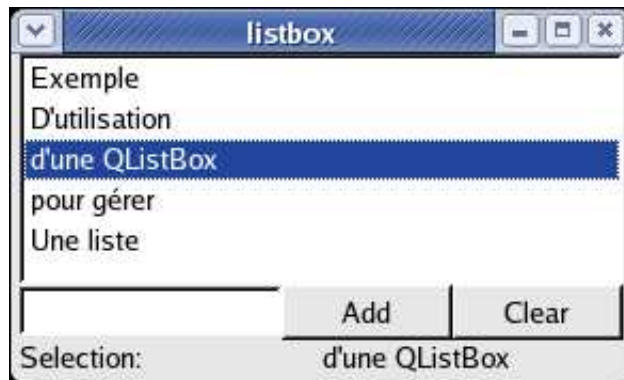 listbox
Exemple
D'utilisation
d'une QListBox
pour gérer
Une liste
Add Clear
Selection: d'une QListBox